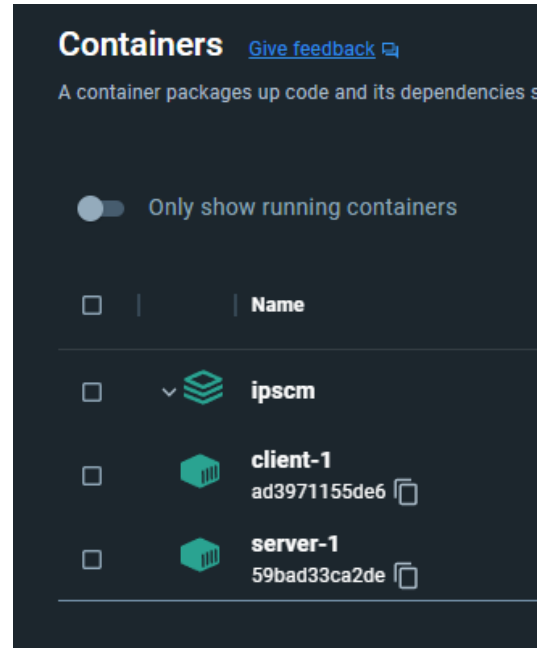 Containers Give feedback
A container packages up code and its dependencies
Only show running containers
Name
ipscm
client-1
ad3971155de6
server-1
59bad33ca2de